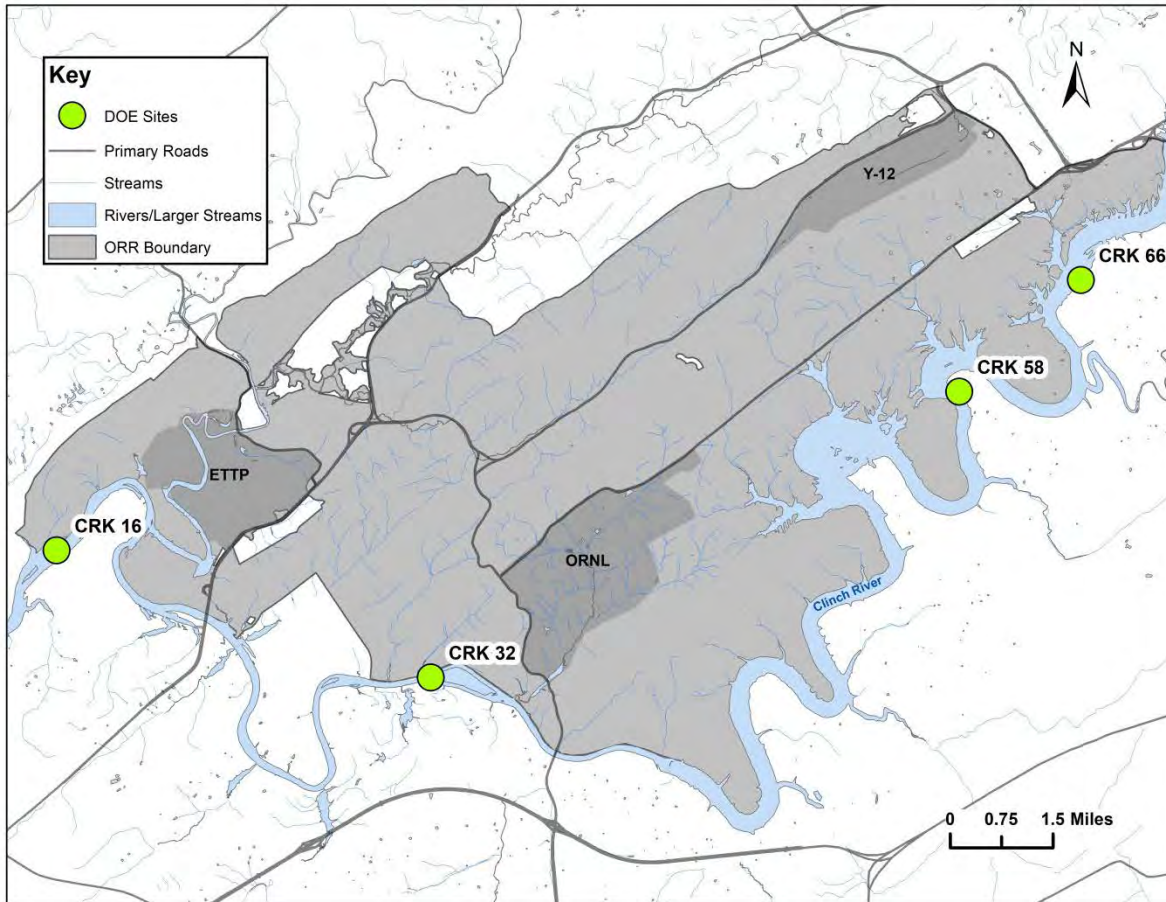 Key
DOE Sites
Primary Roads
Streams
Rivers/Larger Streams
ORR Boundary
N
Y-12
CRK 66
CRK 58
ETTP
CRK 16
ORNL
Clinch River
CRK 32
0 0.75 1.5 Miles